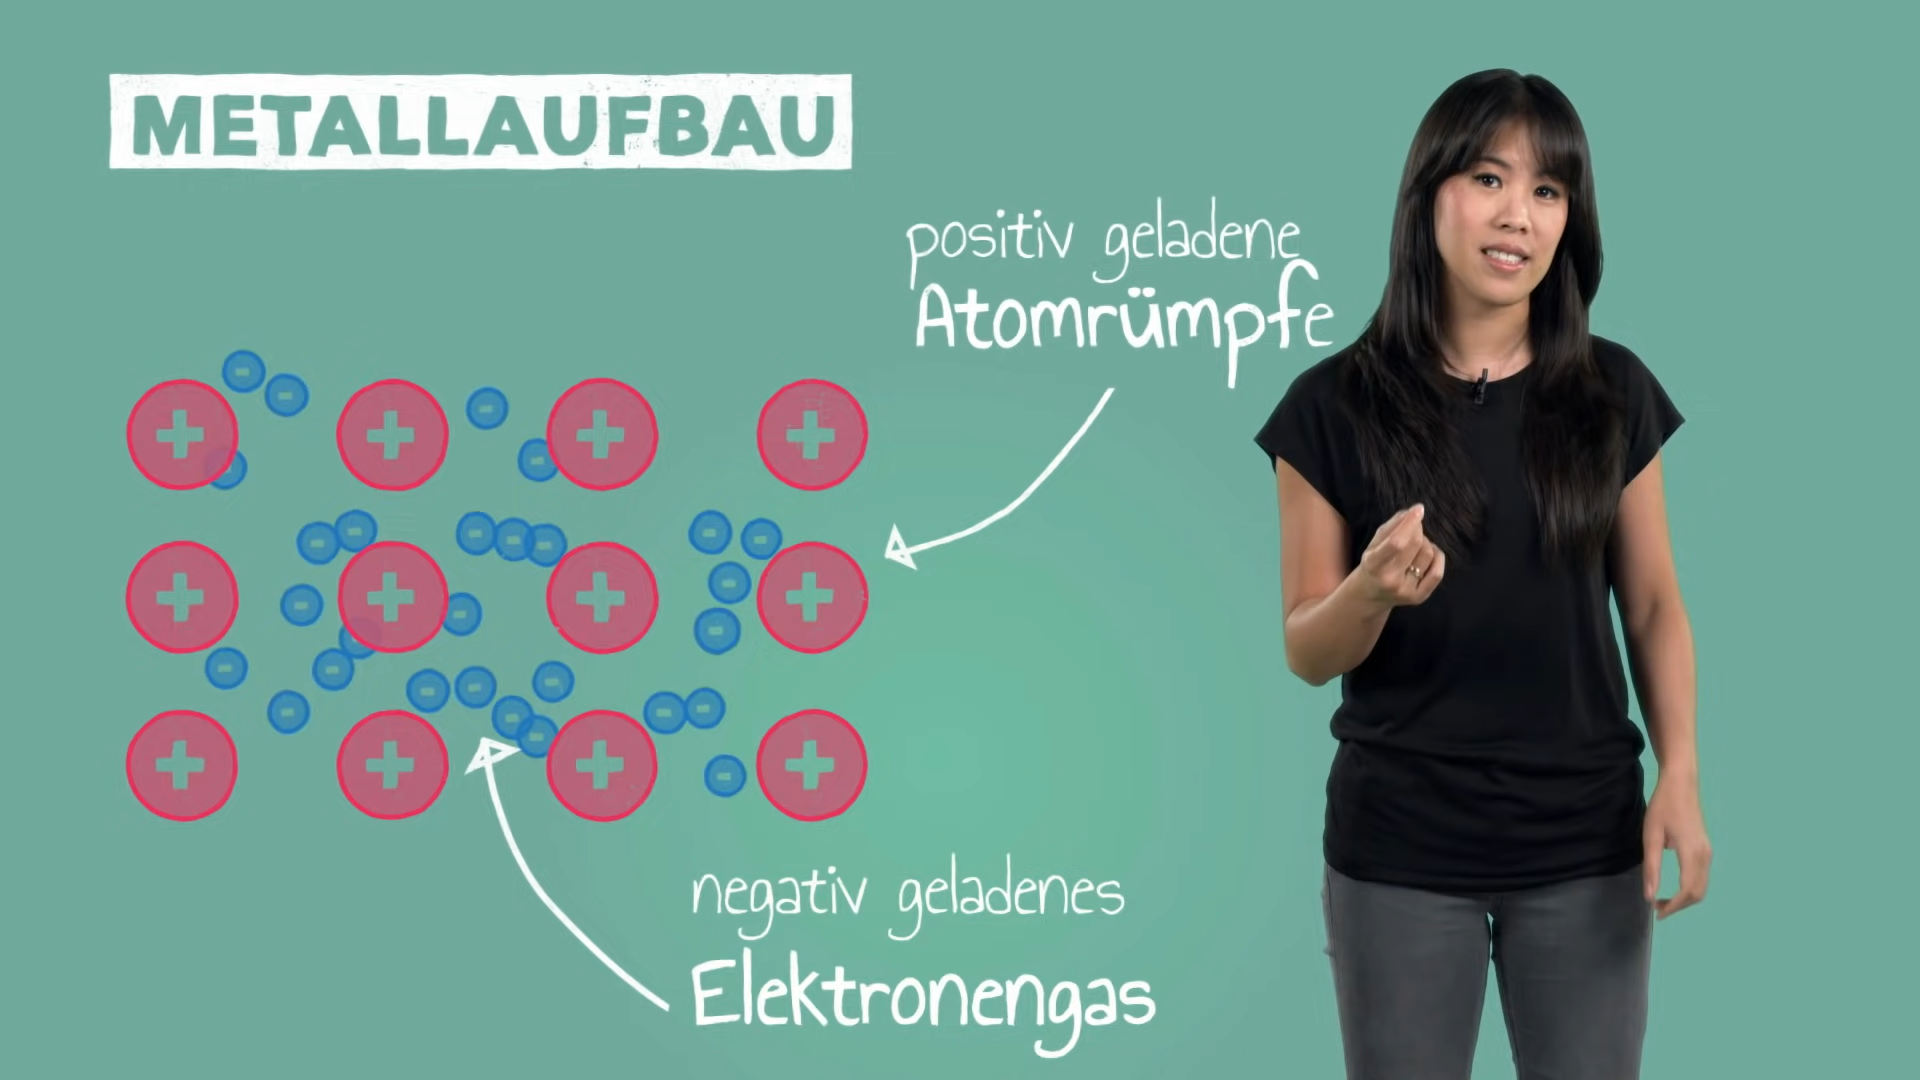 METALLAUFBAU
positiv geladene
Atomrümpfe
negativ geladenes
Elektronengas